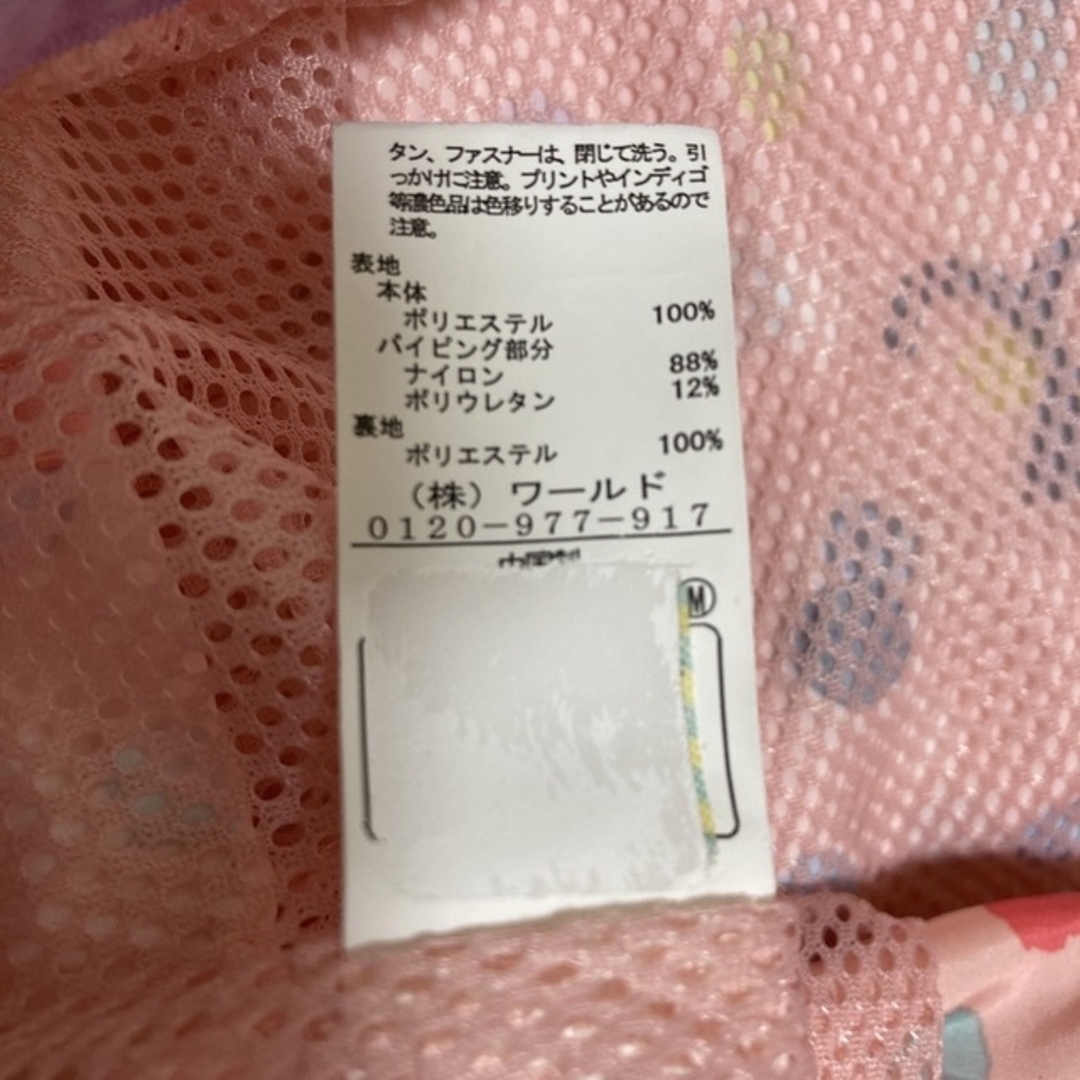 タン、ファスナーは、閉じて洗う。引
っかけに注意。プリントやインディゴ
等濃色品は色移りすることがあるので
注意。
表地
本体
ポリエステル 100%
パイピング部分
ナイロン 88%
ポリウレタン 12%
裏地
ポリエステル 100%
（株）ワールド
0120-977-917
Ⓜ